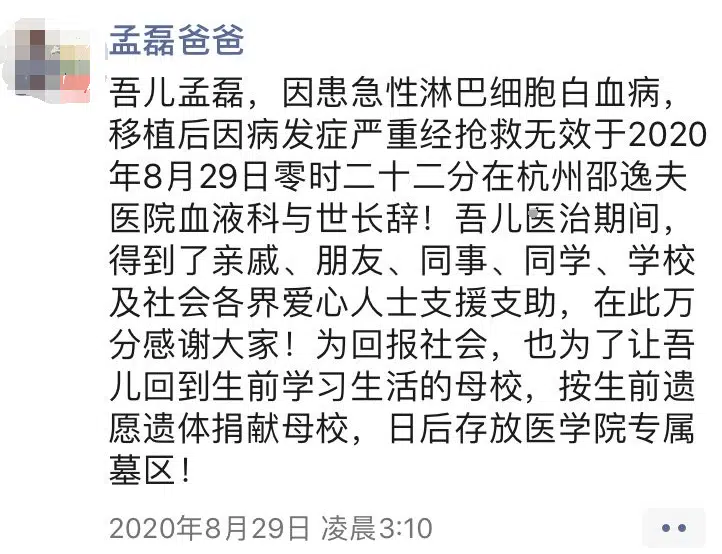 孟磊爸爸
吾儿孟磊，因患急性淋巴细胞白血病，
移植后因病发症严重经抢救无效于2020
年8月29日零时二十二分在杭州邵逸夫
医院血液科与世长辞！吾儿医治期间，
得到了亲戚、朋友、同事、同学、学校
及社会各界爱心人士支援支助，在此万
分感谢大家！为回报社会，也为了让吾
儿回到生前学习生活的母校，按生前遗
愿遗体捐献母校，日后存放医学院专属
墓区！
2020年8月29日 凌晨3:10